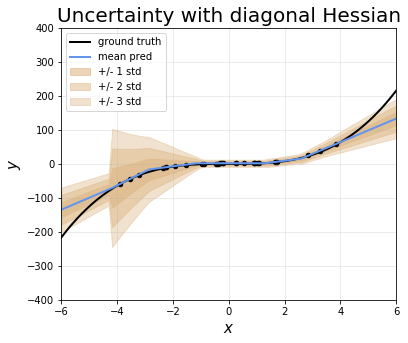 Uncertainty with diagonal Hessian
ground truth
mean pred
+/- 1 std
+/- 2 std
+/- 3 std
400
300
200
100
0
−100
−200
−300
−400
y
−6
−4
−2
0
2
4
6
x